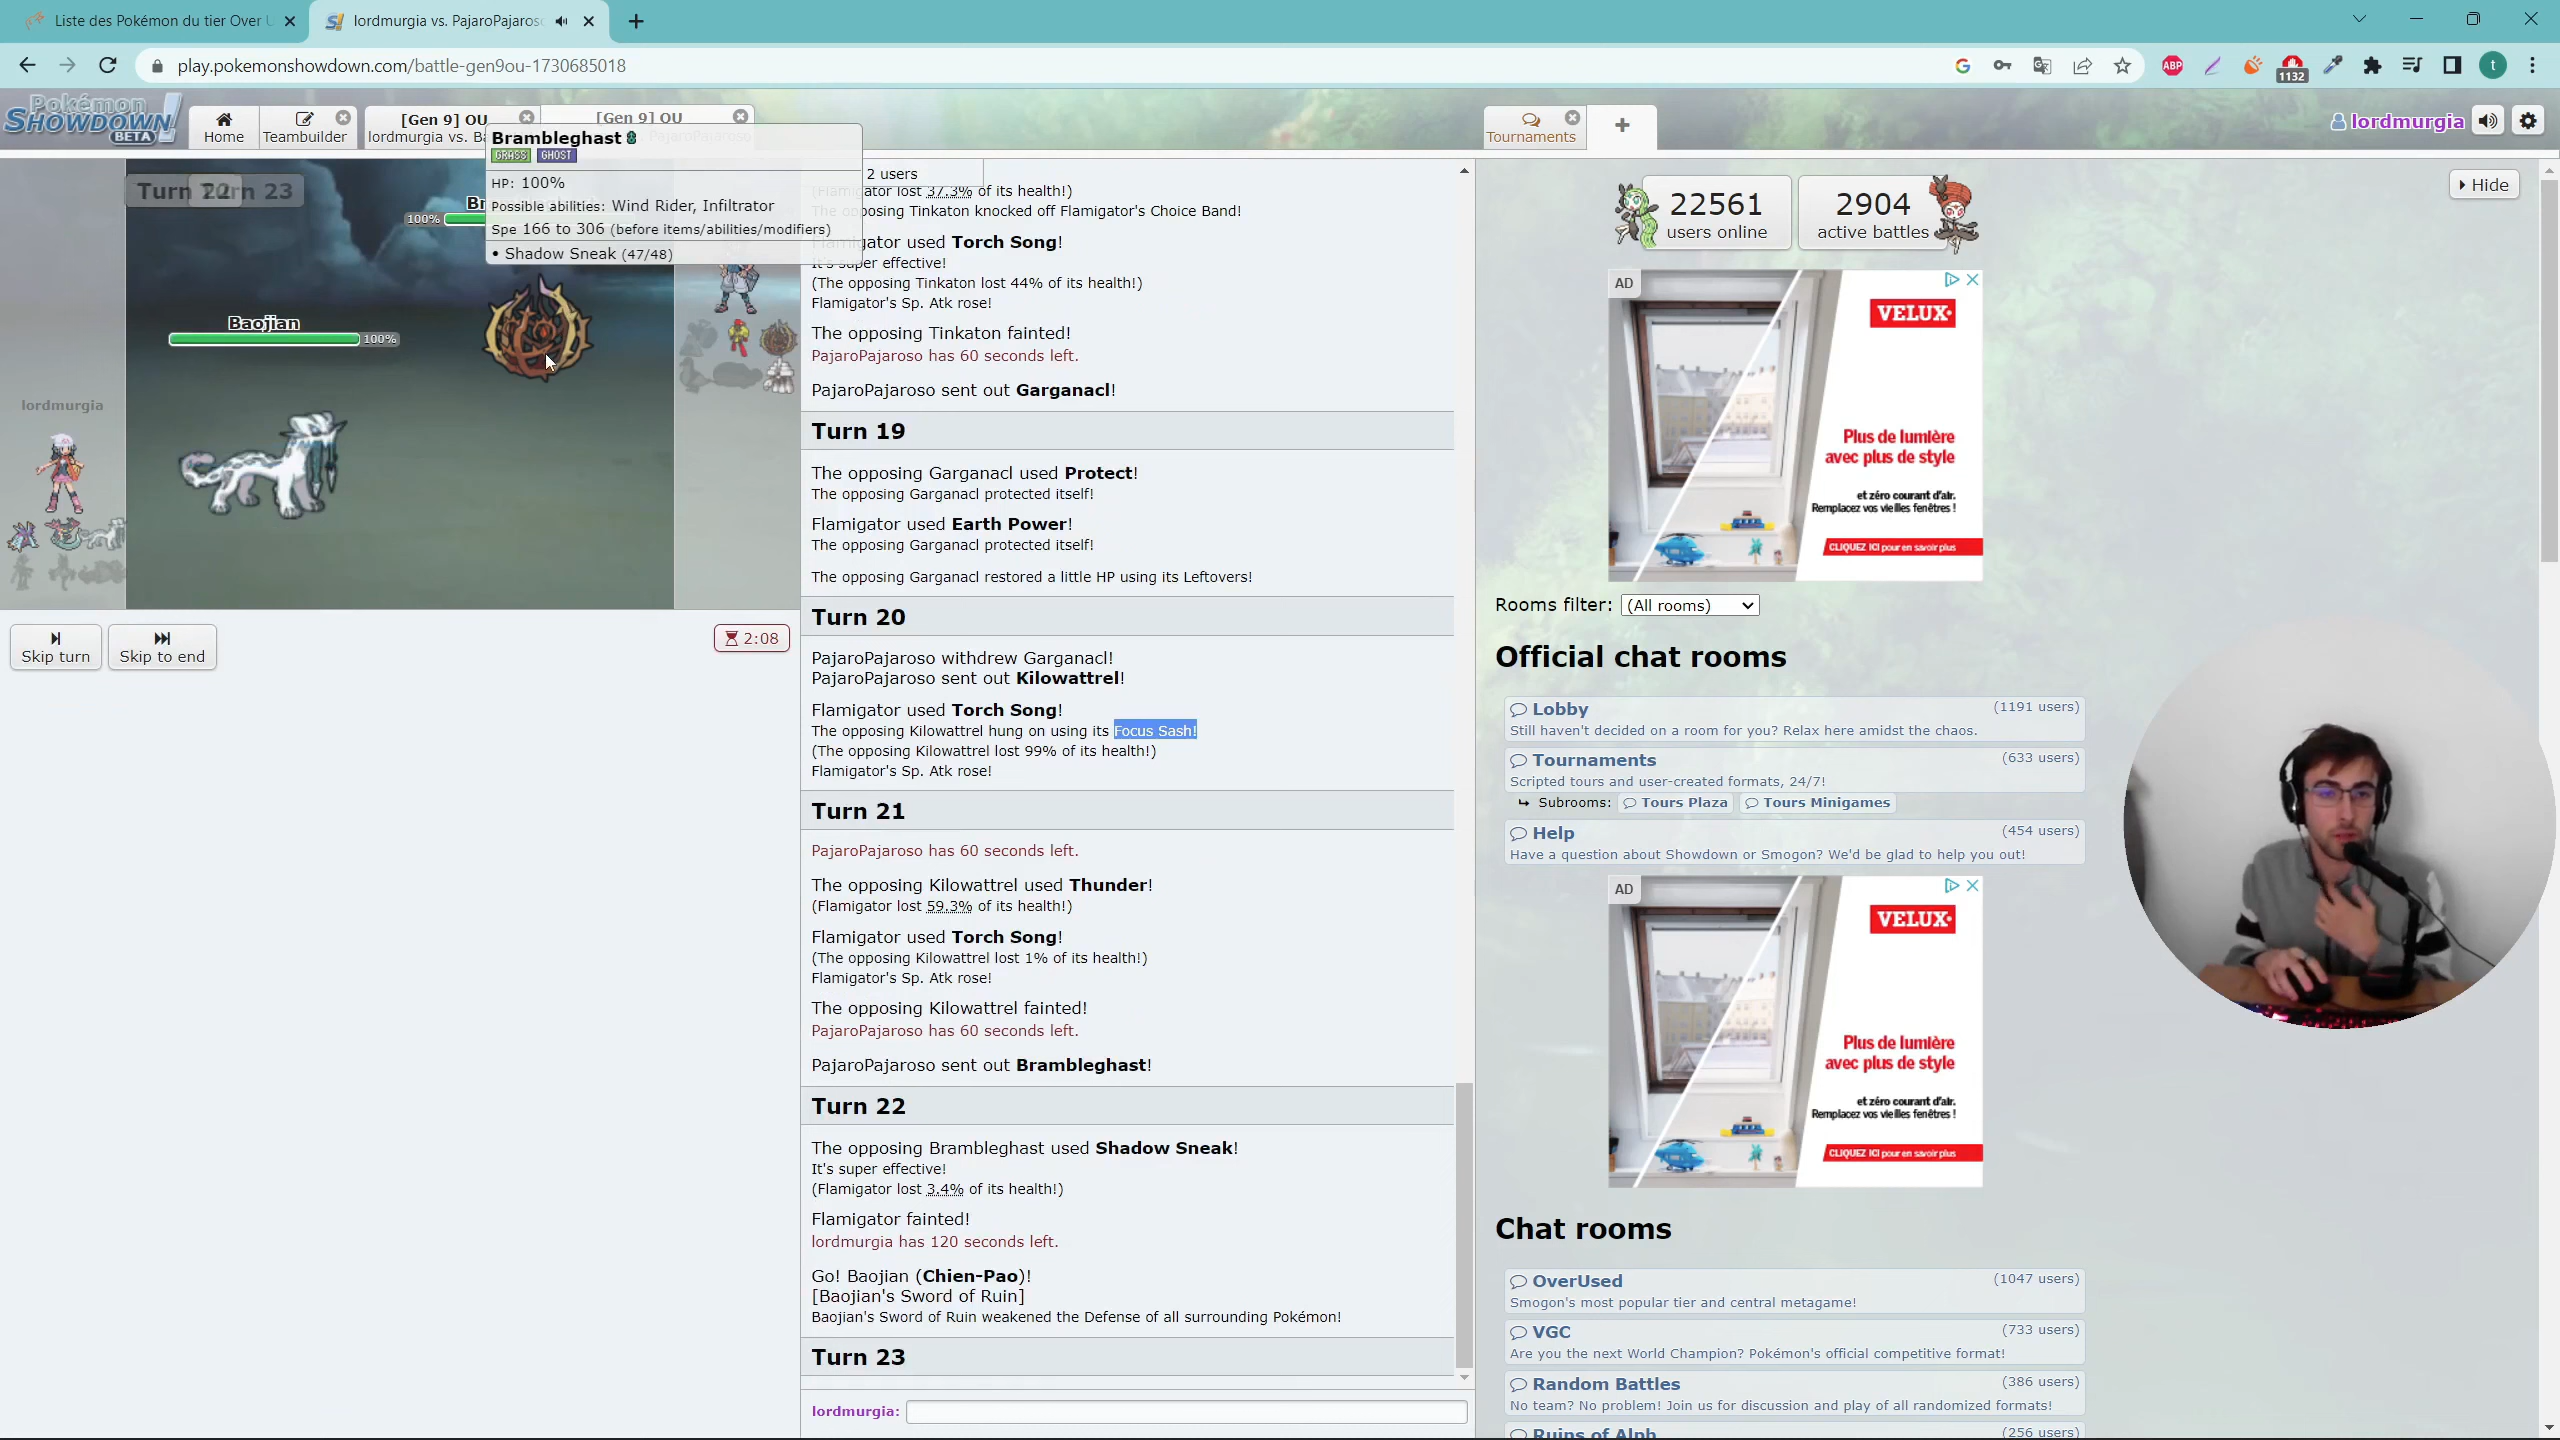 Liste des Pokémon du tier Over U
lordmurgia vs. PajaroPajaroso
play.pokemonshowdown.com/battle-gen9ou-1730685018
ABP
1132
t
Pokémon
SHOWDOWN
BETA
Home
Teambuilder
[Gen 9] OU
lordmurgia vs. Ba
[Gen 9] OU
PajaroPajaroso
Tournaments
lordmurgia
Brambleghast
GRASS GHOST
HP: 100%
Possible abilities: Wind Rider, Infiltrator
Spe 166 to 306 (before items/abilities/modifiers)
• Shadow Sneak (47/48)
Turn 22
Turn 23
Br
100%
Baojian
100%
lordmurgia
Skip turn
Skip to end
2:08
2 users
(Flamigator lost 37.3% of its health!)
The opposing Tinkaton knocked off Flamigator's Choice Band!
Flamigator used Torch Song!
It's super effective!
(The opposing Tinkaton lost 44% of its health!)
Flamigator's Sp. Atk rose!
The opposing Tinkaton fainted!
PajaroPajaroso has 60 seconds left.
PajaroPajaroso sent out Garganacl!
Turn 19
The opposing Garganacl used Protect!
The opposing Garganacl protected itself!
Flamigator used Earth Power!
The opposing Garganacl protected itself!
The opposing Garganacl restored a little HP using its Leftovers!
Turn 20
PajaroPajaroso withdrew Garganacl!
PajaroPajaroso sent out Kilowattrel!
Flamigator used Torch Song!
The opposing Kilowattrel hung on using its Focus Sash!
(The opposing Kilowattrel lost 99% of its health!)
Flamigator's Sp. Atk rose!
Turn 21
PajaroPajaroso has 60 seconds left.
The opposing Kilowattrel used Thunder!
(Flamigator lost 59.3% of its health!)
Flamigator used Torch Song!
(The opposing Kilowattrel lost 1% of its health!)
Flamigator's Sp. Atk rose!
The opposing Kilowattrel fainted!
PajaroPajaroso has 60 seconds left.
PajaroPajaroso sent out Brambleghast!
Turn 22
The opposing Brambleghast used Shadow Sneak!
It's super effective!
(Flamigator lost 3.4% of its health!)
Flamigator fainted!
lordmurgia has 120 seconds left.
Go! Baojian (Chien-Pao)!
[Baojian's Sword of Ruin]
Baojian's Sword of Ruin weakened the Defense of all surrounding Pokémon!
Turn 23
lordmurgia:
22561
users online
2904
active battles
Hide
AD
VELUX
Plus de lumière
avec plus de style
et zéro courant d'air.
Remplacez vos vieilles fenêtres !
CLIQUEZ ICI pour en savoir plus
Rooms filter: (All rooms)
Official chat rooms
Lobby (1191 users)
Still haven't decided on a room for you? Relax here amidst the chaos.
Tournaments (633 users)
Scripted tours and user-created formats, 24/7!
Subrooms: Tours Plaza Tours Minigames
Help (454 users)
Have a question about Showdown or Smogon? We'd be glad to help you out!
AD
VELUX
Plus de lumière
avec plus de style
et zéro courant d'air.
Remplacez vos vieilles fenêtres !
CLIQUEZ ICI pour en savoir plus
Chat rooms
OverUsed (1047 users)
Smogon's most popular tier and central metagame!
VGC (733 users)
Are you the next World Champion? Pokémon's official competitive format!
Random Battles (386 users)
No team? No problem! Join us for discussion and play of all randomized formats!
Ruins of Alph (256 users)